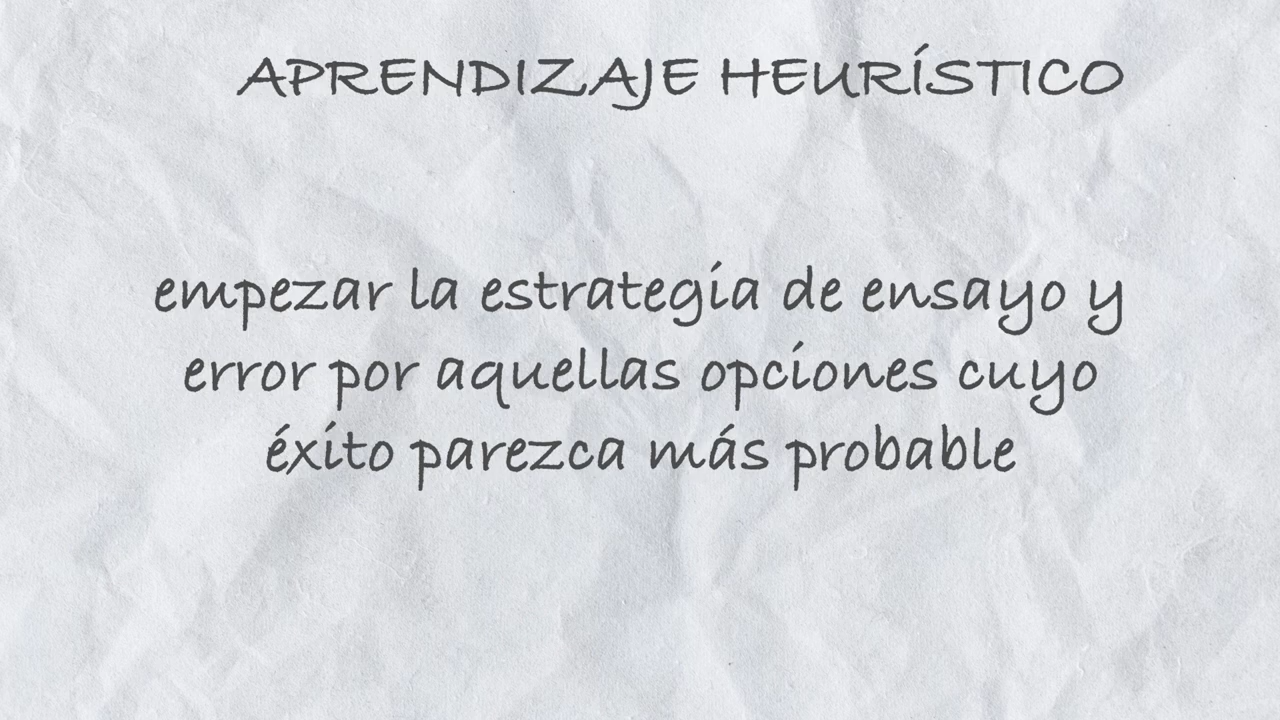 APRENDIZAJE HEURÍSTICO
empezar la estrategia de ensayo y
error por aquellas opciones cuyo
éxito parezca más probable